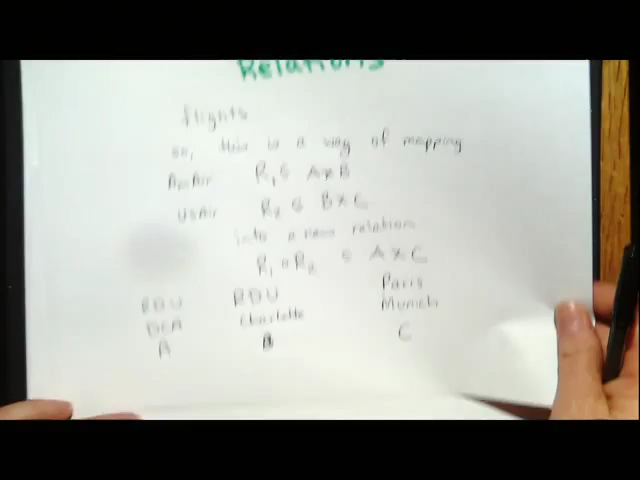 Relations
flights
so, this is a way of mapping
AmAir R₁ ∈ A×B
USAir R₂ ∈ B×C
into a new relation
R₁∘R₂ ∈ A×C
RDU RDU Paris
DCA Charlotte Munich
A B C